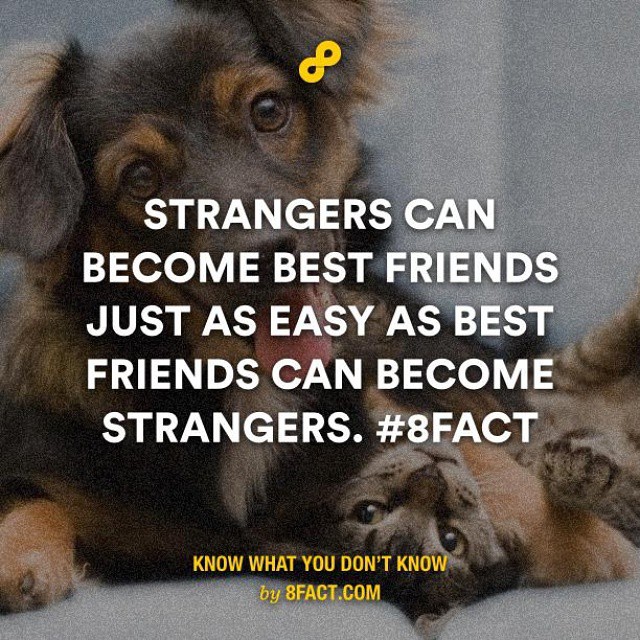 STRANGERS CAN
BECOME BEST FRIENDS
JUST AS EASY AS BEST
FRIENDS CAN BECOME
STRANGERS. #8FACT
KNOW WHAT YOU DON'T KNOW
by 8FACT.COM